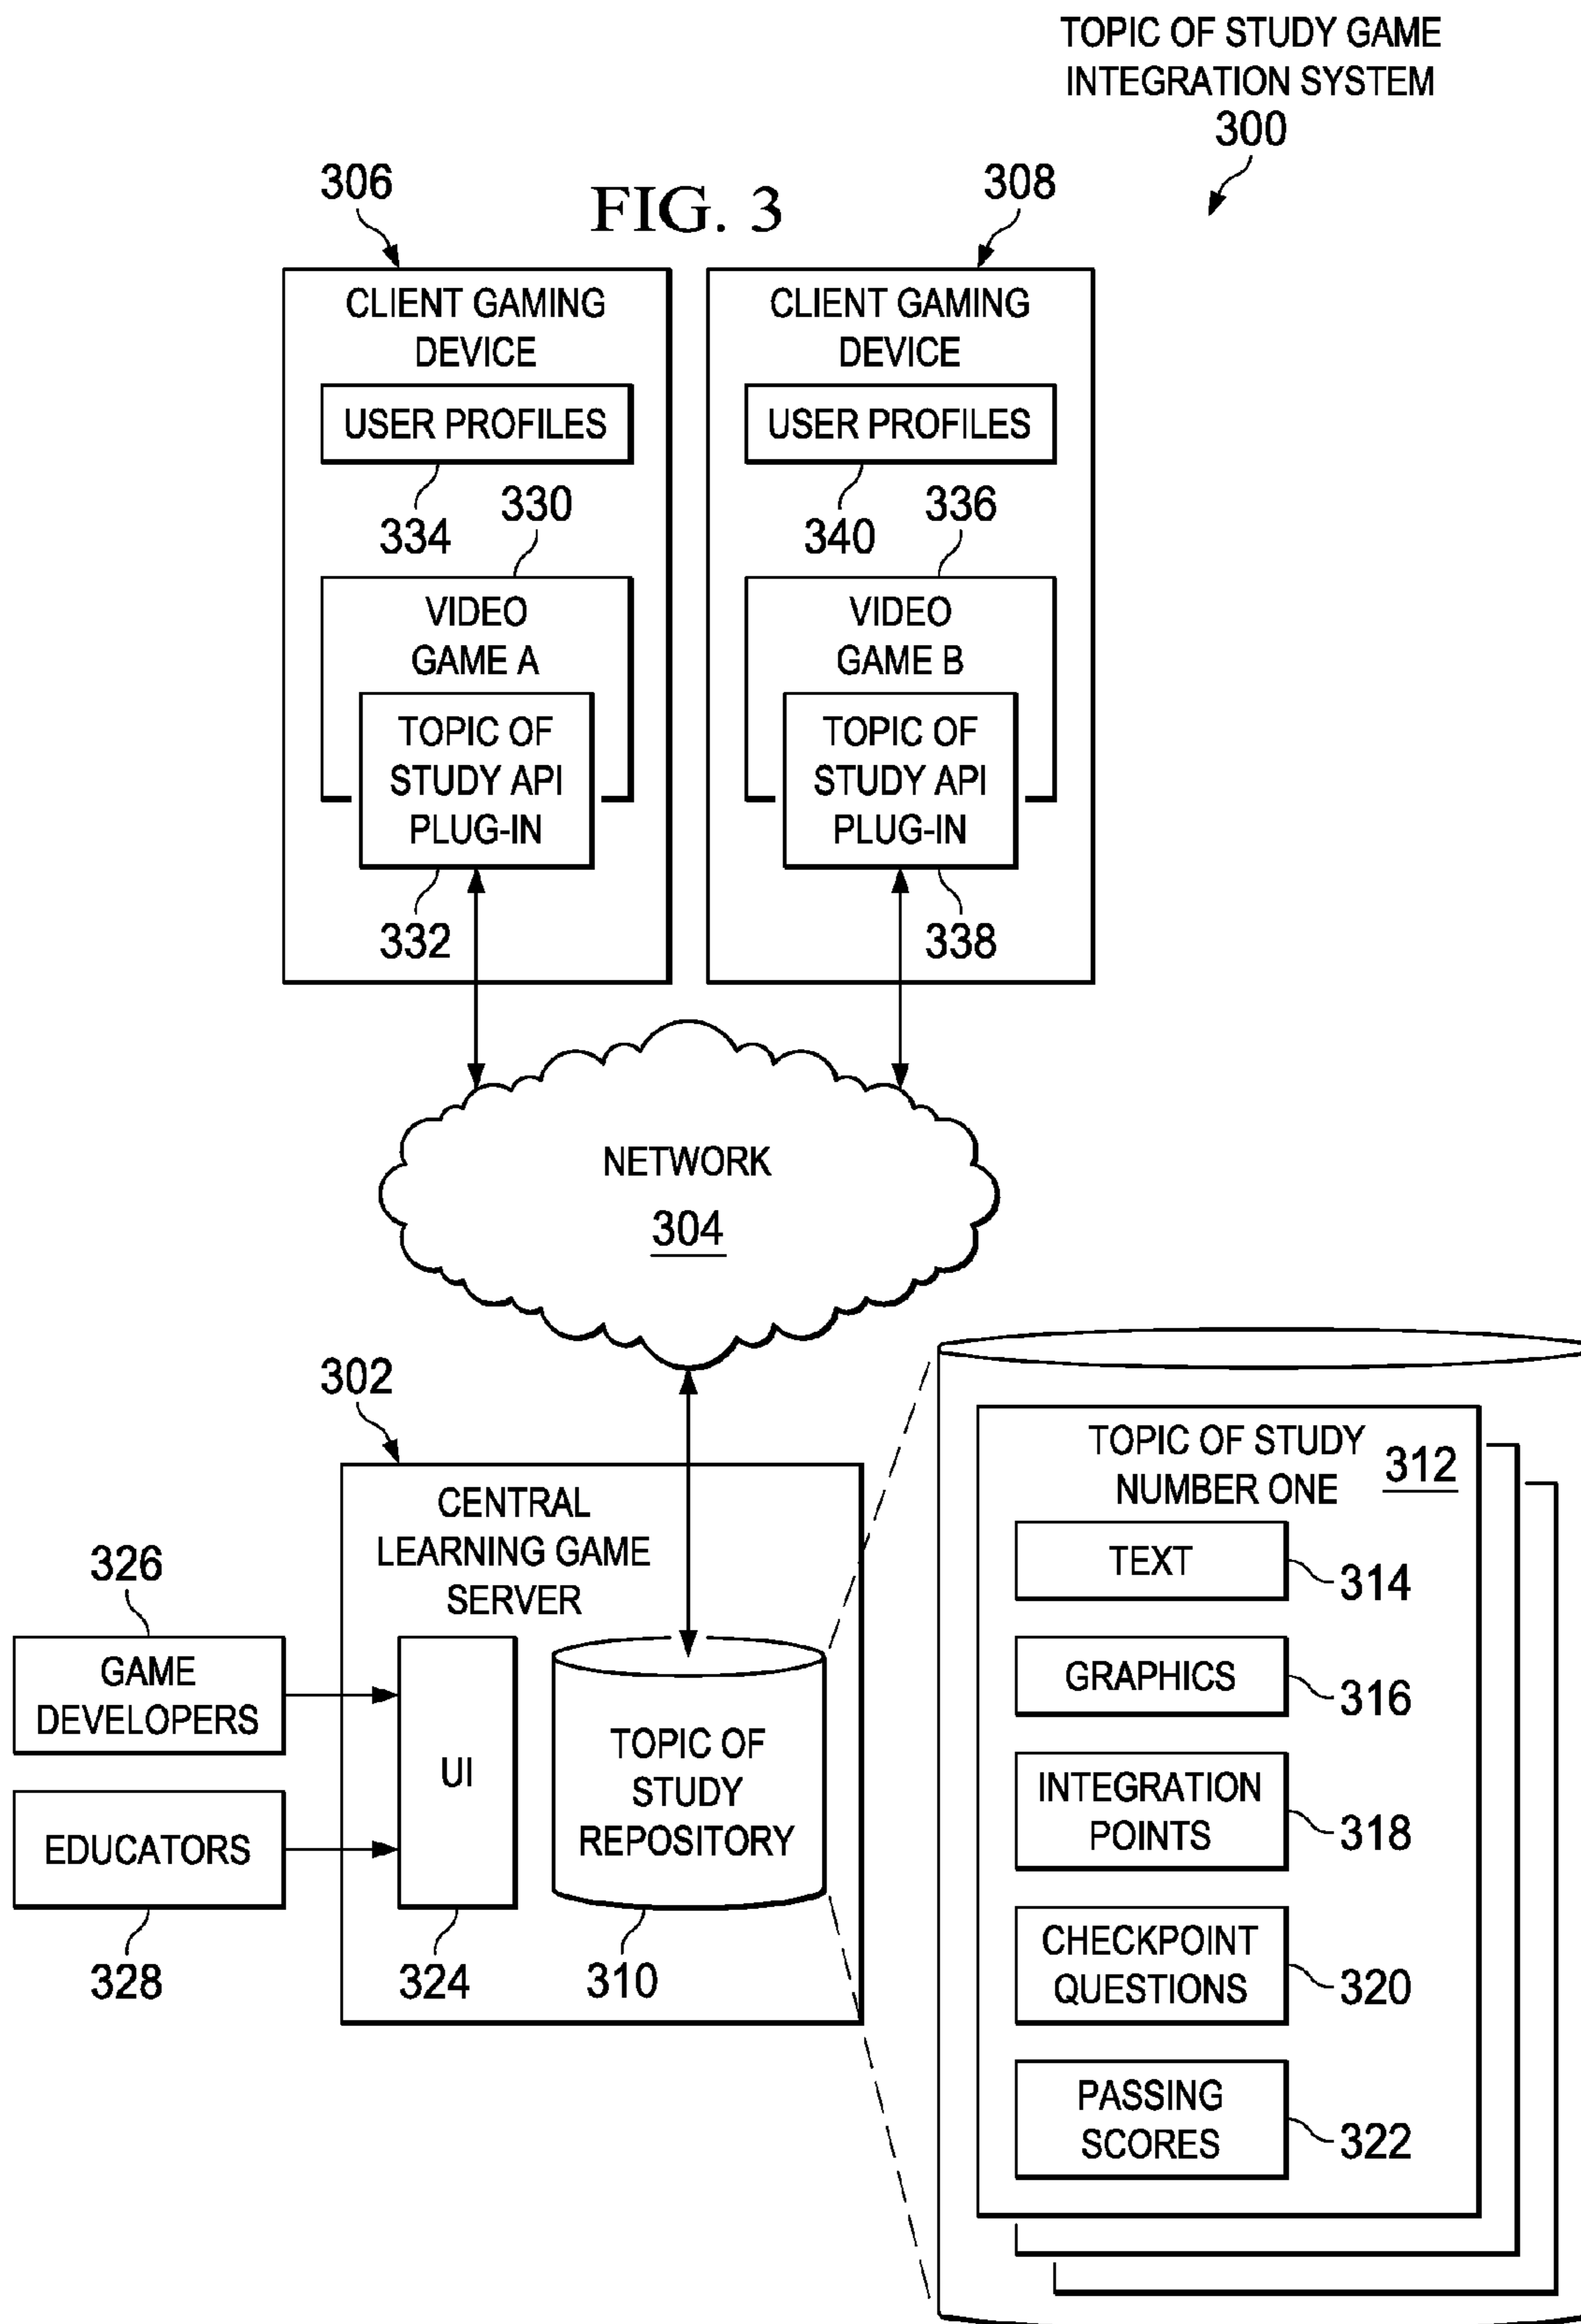 TOPIC OF STUDY GAME
INTEGRATION SYSTEM
300
306
FIG. 3
308
CLIENT GAMING
DEVICE
USER PROFILES
334
330
VIDEO
GAME A
TOPIC OF
STUDY API
PLUG-IN
332
CLIENT GAMING
DEVICE
USER PROFILES
340
336
VIDEO
GAME B
TOPIC OF
STUDY API
PLUG-IN
338
NETWORK
304
302
CENTRAL
LEARNING GAME
SERVER
326
GAME
DEVELOPERS
EDUCATORS
328
UI
324
TOPIC OF
STUDY
REPOSITORY
310
TOPIC OF STUDY
NUMBER ONE
312
TEXT
314
GRAPHICS
316
INTEGRATION
POINTS
318
CHECKPOINT
QUESTIONS
320
PASSING
SCORES
322